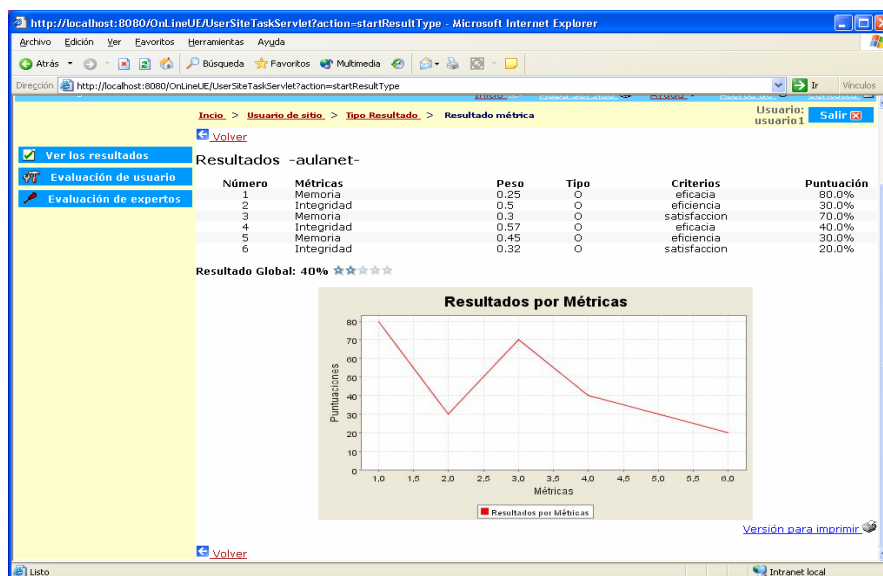 http://localhost:8080/OnLineUE/UserSiteTaskServlet?action=startResultType - Microsoft Internet Explorer
Archivo Edición Ver Favoritos Herramientas Ayuda
Atrás Búsqueda Favoritos Multimedia
Dirección http://localhost:8080/OnLineUE/UserSiteTaskServlet?action=startResultType Ir Vínculos
Incio > Usuario de sitio > Tipo Resultado > Resultado métrica
Usuario: usuario1 Salir
Volver
Ver los resultados
Evaluación de usuario
Evaluación de expertos
Resultados -aulanet-
Número Métricas Peso Tipo Criterios Puntuación
1 Memoria 0.25 O eficacia 80.0%
2 Integridad 0.5 O eficiencia 30.0%
3 Memoria 0.3 O satisfaccion 70.0%
4 Integridad 0.57 O eficacia 40.0%
5 Memoria 0.45 O eficiencia 30.0%
6 Integridad 0.32 O satisfaccion 20.0%
Resultado Global: 40%
Resultados por Métricas
Puntuaciones
80
70
60
50
40
30
20
10
0
1,0 1,5 2,0 2,5 3,0 3,5 4,0 4,5 5,0 5,5 6,0
Métricas
Resultados por Métricas
Versión para imprimir
Volver
Listo Intranet local